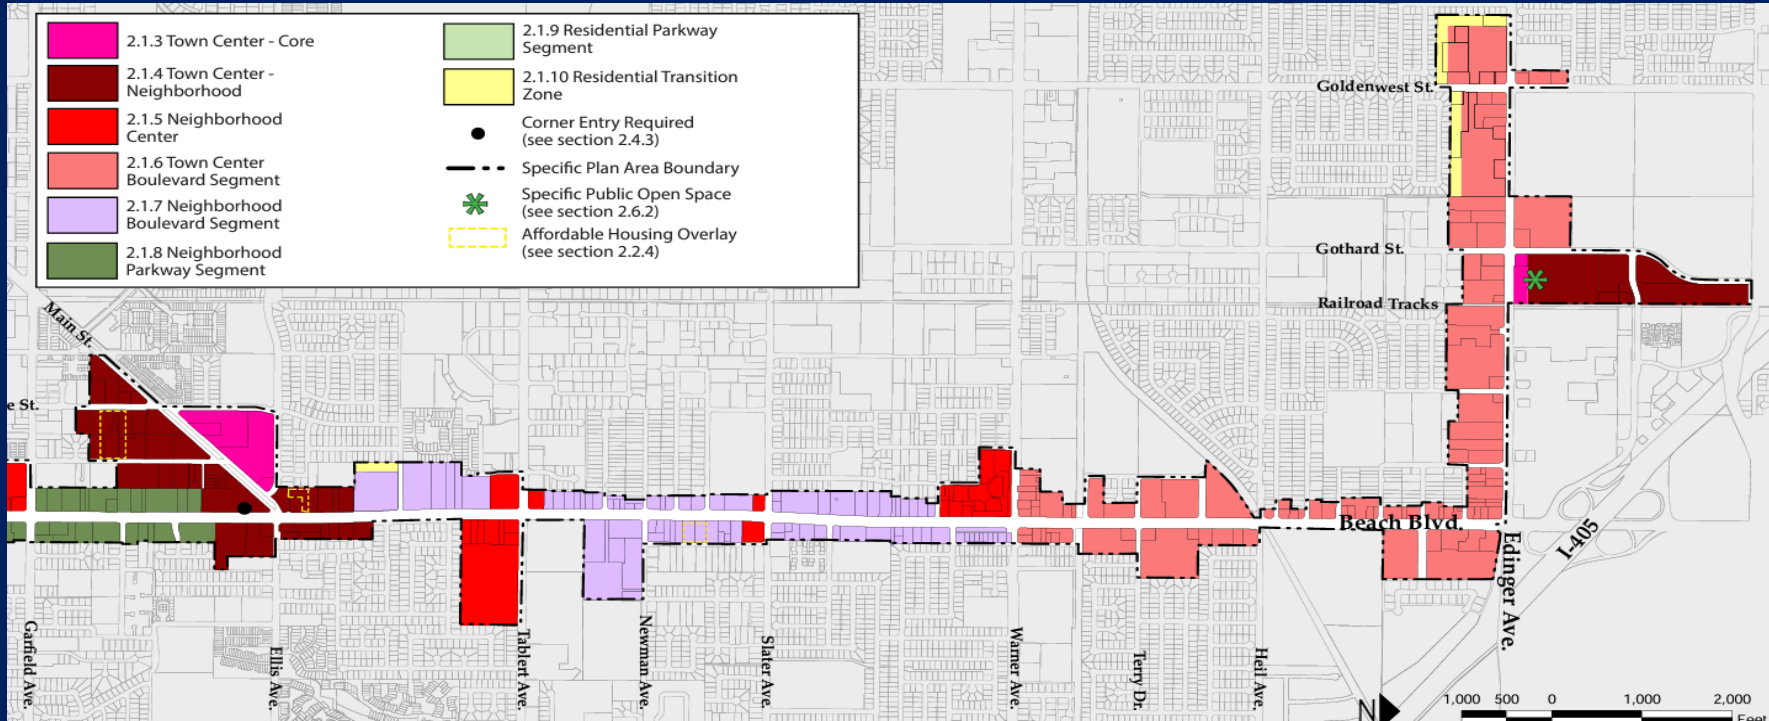 2.1.3 Town Center - Core
2.1.4 Town Center -
Neighborhood
2.1.5 Neighborhood
Center
2.1.6 Town Center
Boulevard Segment
2.1.7 Neighborhood
Boulevard Segment
2.1.8 Neighborhood
Parkway Segment
2.1.9 Residential Parkway
Segment
2.1.10 Residential Transition
Zone
Corner Entry Required
(see section 2.4.3)
Specific Plan Area Boundary
Specific Public Open Space
(see section 2.6.2)
Affordable Housing Overlay
(see section 2.2.4)
Goldenwest St.
Gothard St.
Railroad Tracks
Main St.
e St.
Beach Blvd.
Edinger Ave.
I-405
Garfield Ave.
Ellis Ave.
Tablert Ave.
Newman Ave.
Slater Ave.
Warner Ave.
Terry Dr.
Heil Ave.
N
1,000 500 0 1,000 2,000
Feet